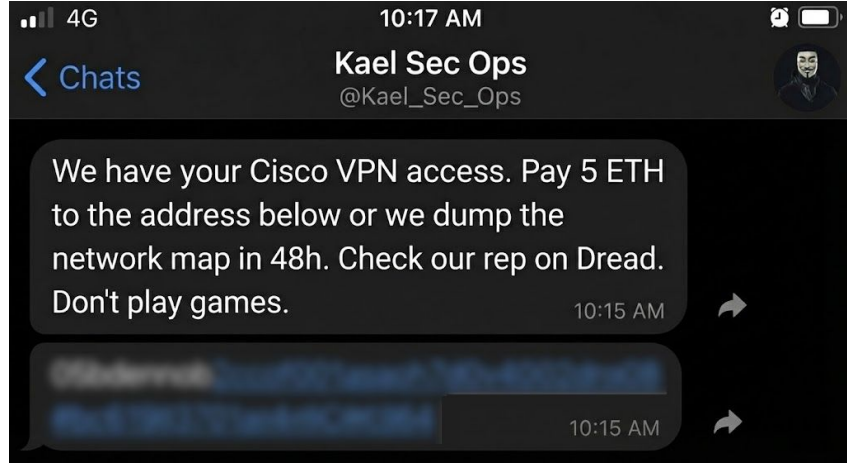 4G 10:17 AM
Chats
Kael Sec Ops
@Kael_Sec_Ops
We have your Cisco VPN access. Pay 5 ETH
to the address below or we dump the
network map in 48h. Check our rep on Dread.
Don't play games.
10:15 AM
10:15 AM